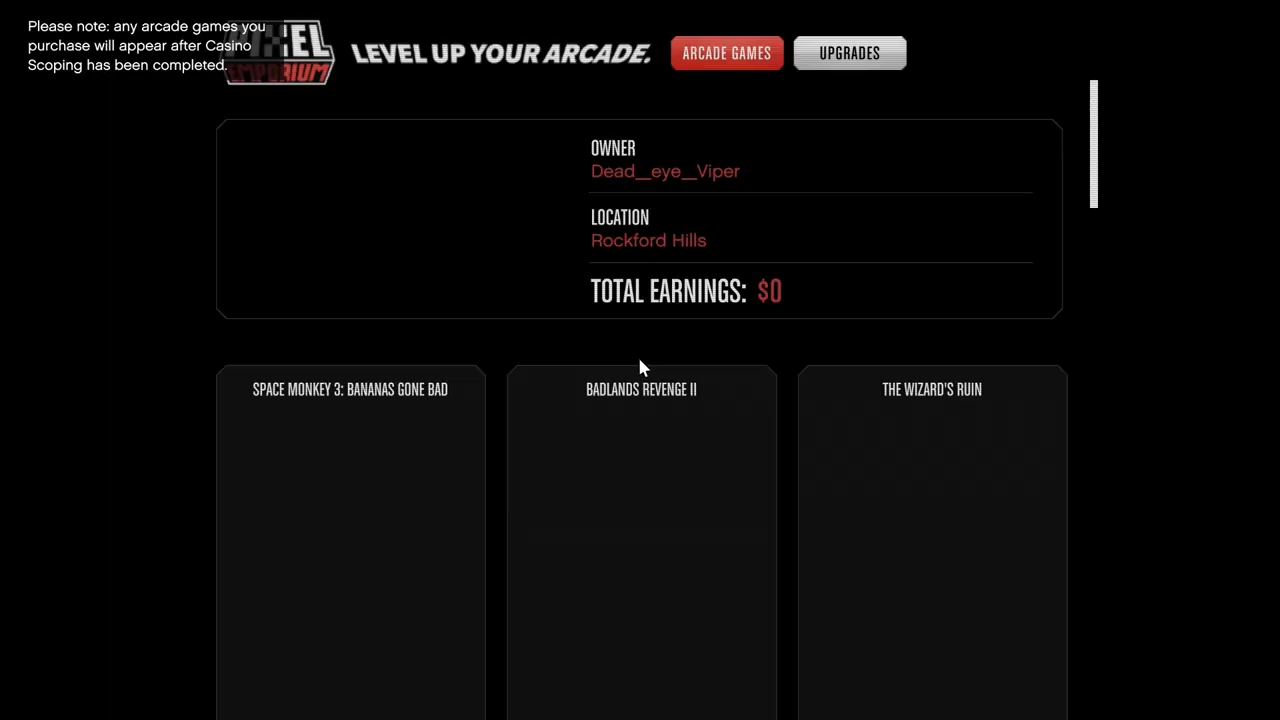 Please note: any arcade games you
purchase will appear after Casino
Scoping has been completed.
PIXEL
EMPORIUM
LEVEL UP YOUR ARCADE.
ARCADE GAMES
UPGRADES
OWNER
Dead__eye__Viper
LOCATION
Rockford Hills
TOTAL EARNINGS: $0
SPACE MONKEY 3: BANANAS GONE BAD
BADLANDS REVENGE II
THE WIZARD'S RUIN